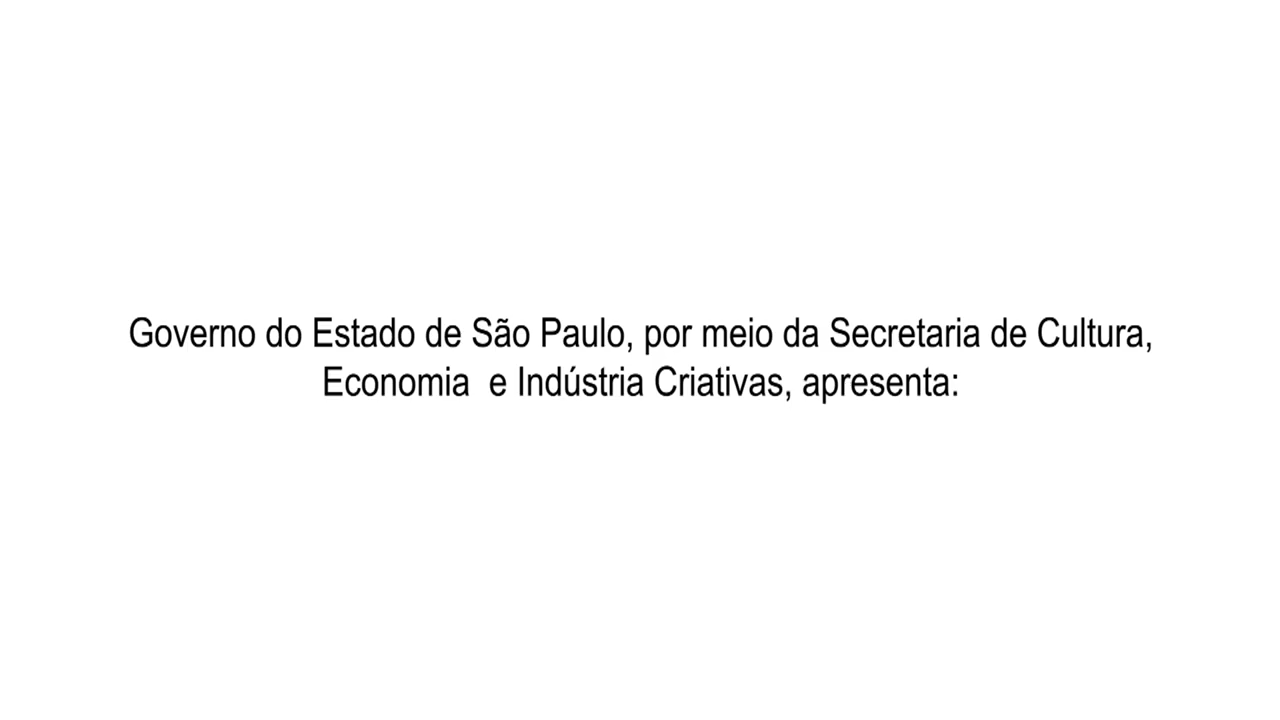 Governo do Estado de São Paulo, por meio da Secretaria de Cultura,
Economia  e Indústria Criativas, apresenta: